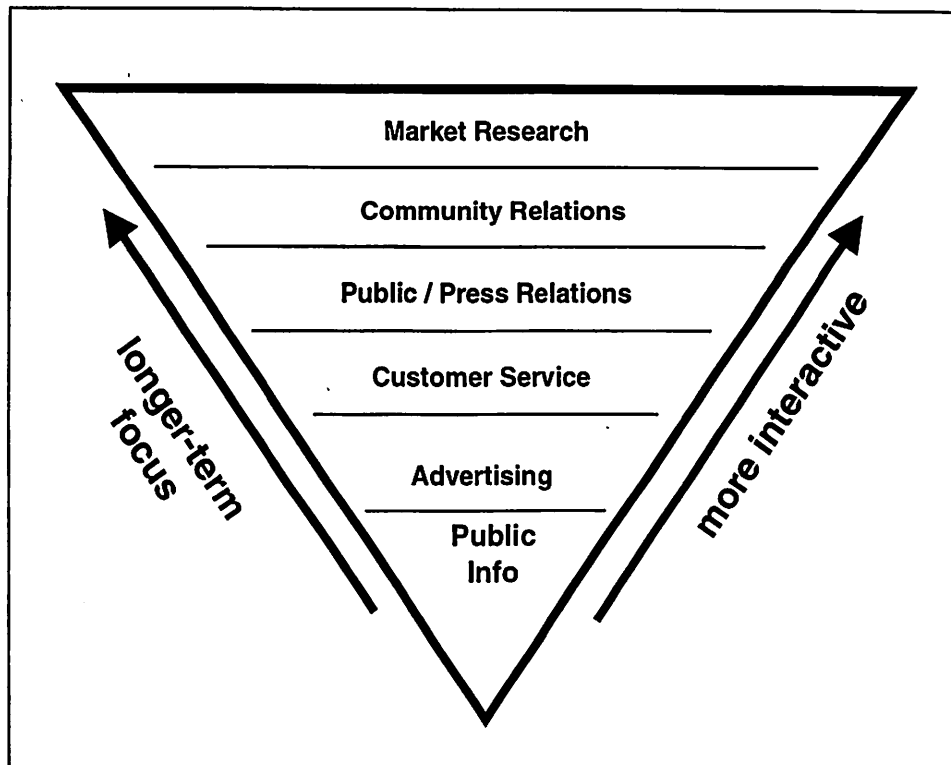 Market Research
Community Relations
Public / Press Relations
Customer Service
Advertising
Public
Info
longer-term
focus
more interactive